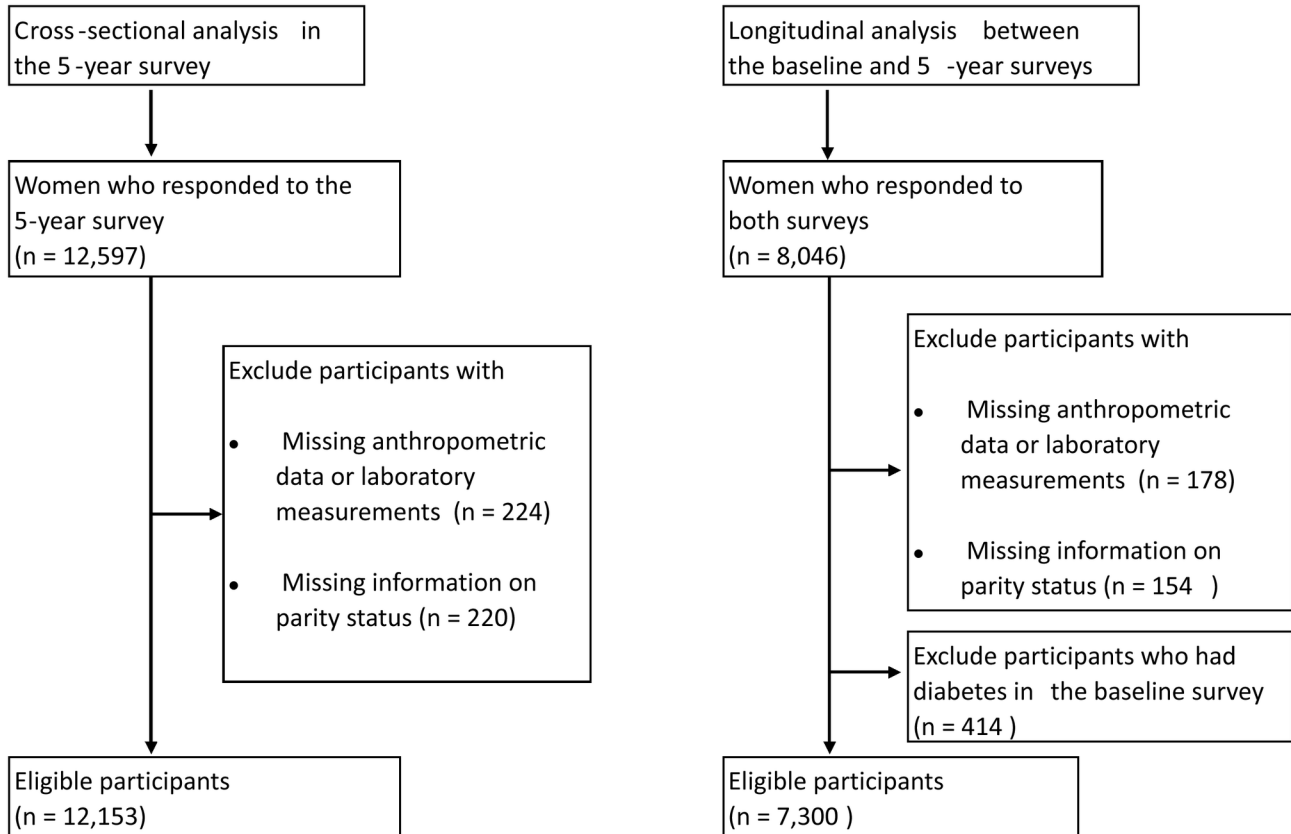 Cross-sectional analysis in
the 5-year survey
Women who responded to the
5-year survey
(n = 12,597)
Exclude participants with
• Missing anthropometric
data or laboratory
measurements (n = 224)
• Missing information on
parity status (n = 220)
Eligible participants
(n = 12,153)
Longitudinal analysis between
the baseline and 5 -year surveys
Women who responded to
both surveys
(n = 8,046)
Exclude participants with
• Missing anthropometric
data or laboratory
measurements (n = 178)
• Missing information on
parity status (n = 154 )
Exclude participants who had
diabetes in the baseline survey
(n = 414 )
Eligible participants
(n = 7,300 )